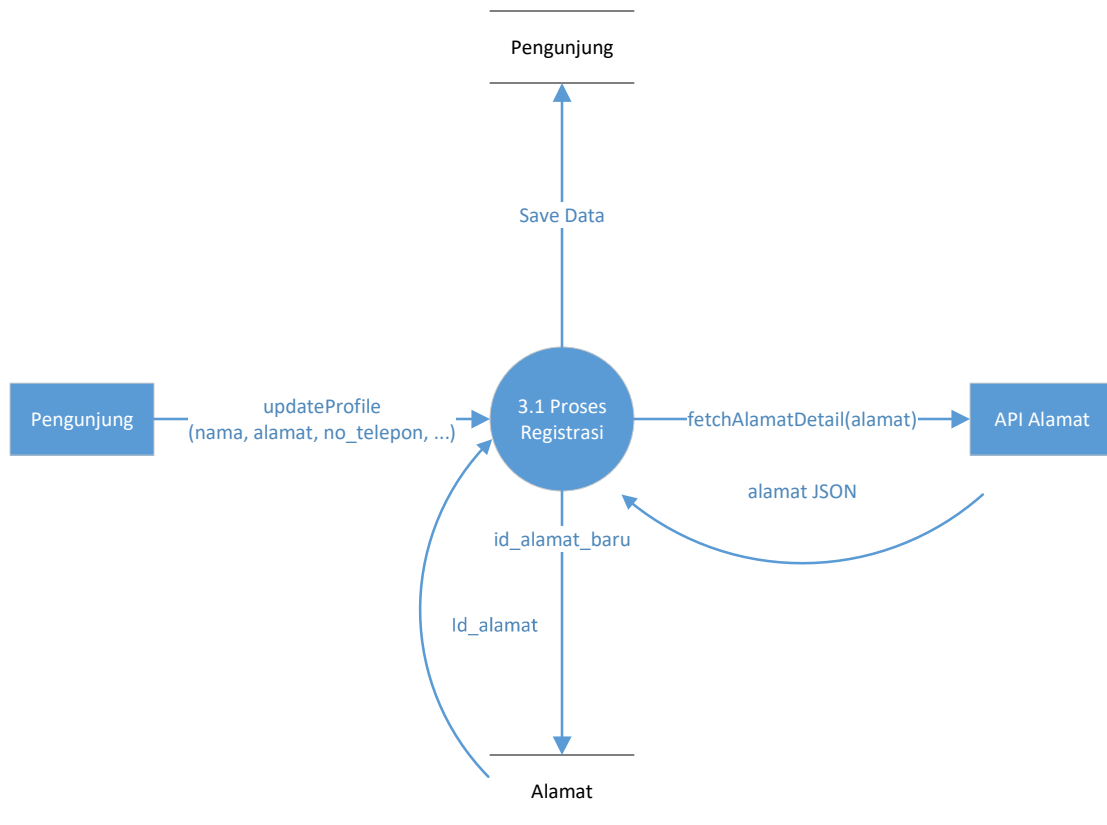 Pengunjung
Save Data
Pengunjung
updateProfile
(nama, alamat, no_telepon, ...)
3.1 Proses
Registrasi
fetchAlamatDetail(alamat)
API Alamat
alamat JSON
id_alamat_baru
Id_alamat
Alamat